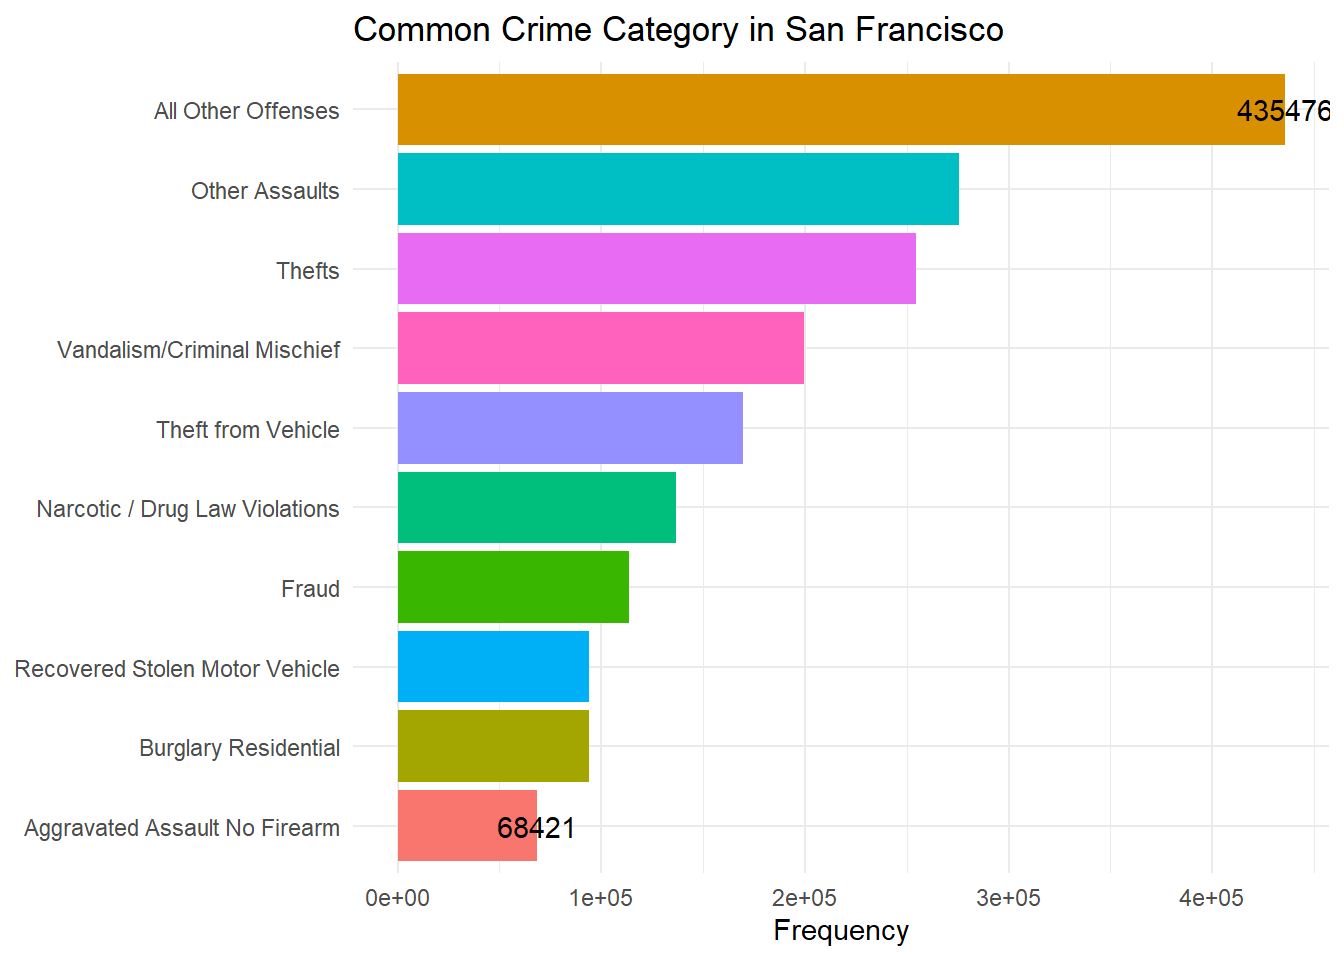 Common Crime Category in San Francisco
All Other Offenses
435476
Other Assaults
Thefts
Vandalism/Criminal Mischief
Theft from Vehicle
Narcotic / Drug Law Violations
Fraud
Recovered Stolen Motor Vehicle
Burglary Residential
Aggravated Assault No Firearm
68421
0e+00 1e+05 2e+05 3e+05 4e+05
Frequency